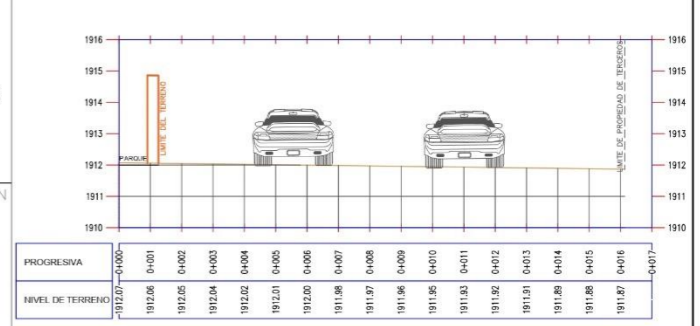 1916
1916
1915
1915
1914
1914
1913
1913
1912
1912
1911
1911
1910
1910
PARQUE
LIMITE DEL TERRENO
LIMITE DE PROPIEDAD DE TERCEROS
PROGRESIVA 0+000 0+001 0+002 0+003 0+004 0+005 0+006 0+007 0+008 0+009 0+010 0+011 0+012 0+013 0+014 0+015 0+016 0+017
NIVEL DE TERRENO 1912.07 1912.06 1912.05 1912.04 1912.02 1912.01 1912.00 1911.98 1911.97 1911.96 1911.95 1911.93 1911.92 1911.91 1911.89 1911.88 1911.87